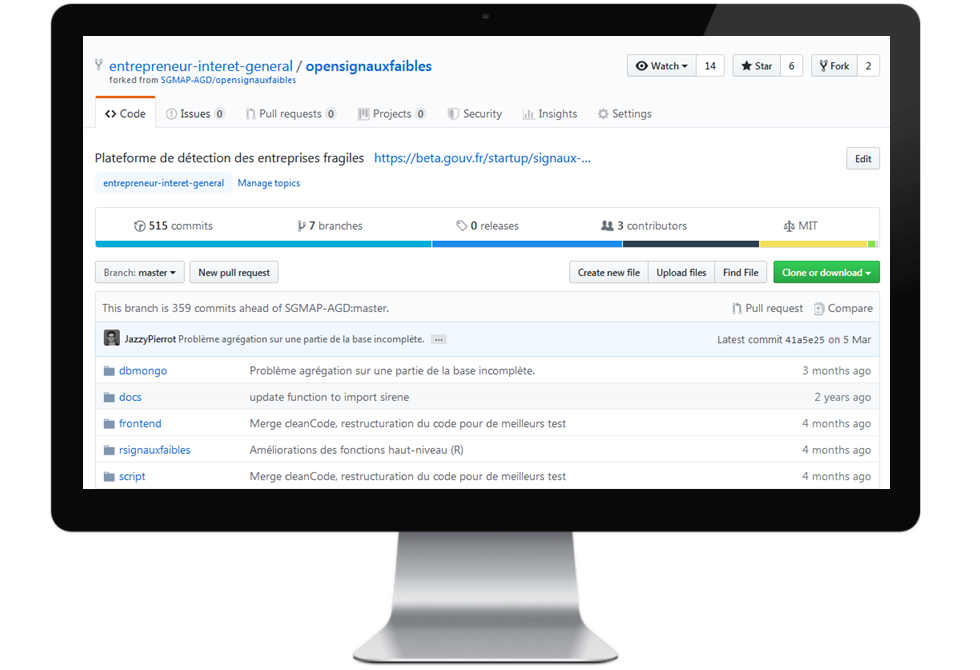 entrepreneur-interet-general / opensignauxfaibles
forked from SGMAP-AGD/opensignauxfaibles
Watch 14 Star 6 Fork 2
Code Issues 0 Pull requests 0 Projects 0 Security Insights Settings
Plateforme de détection des entreprises fragiles https://beta.gouv.fr/startup/signaux-... Edit
entrepreneur-interet-general Manage topics
515 commits 7 branches 0 releases 3 contributors MIT
Branch: master New pull request Create new file Upload files Find File Clone or download
This branch is 359 commits ahead of SGMAP-AGD:master. Pull request Compare
JazzyPierrot Problème agrégation sur une partie de la base incomplète. ... Latest commit 41a5e25 on 5 Mar
dbmongo Problème agrégation sur une partie de la base incomplète. 3 months ago
docs update function to import sirene 2 years ago
frontend Merge cleanCode, restructuration du code pour de meilleurs test 4 months ago
rsignauxfaibles Améliorations des fonctions haut-niveau (R) 4 months ago
script Merge cleanCode, restructuration du code pour de meilleurs test 4 months ago